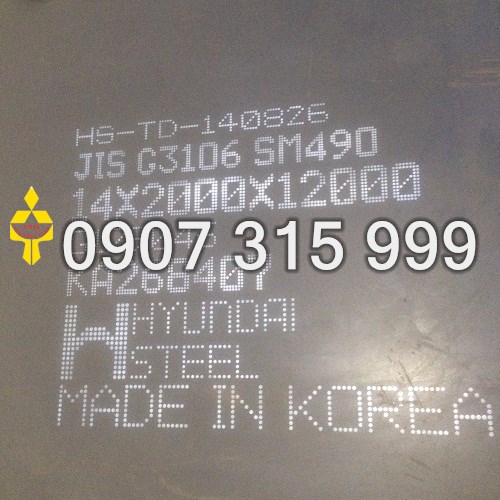 HS-TD-140826
JIS G3106 SM490
14X2000X12000
0907 315 999
HYUNDAI
STEEL
MADE IN KOREA